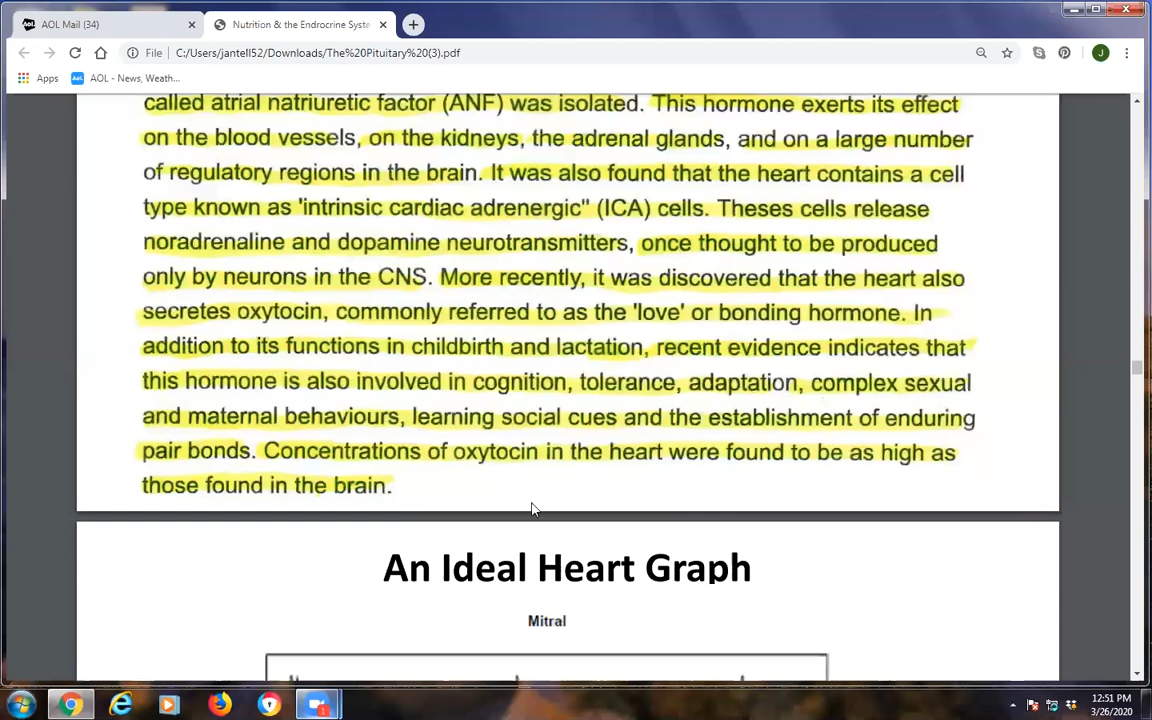 AOL Mail (34)
Nutrition & the Endocrine Syste
File
C:/Users/jantell52/Downloads/The%20Pituitary%20(3).pdf
J
Apps
AOL - News, Weath...
called atrial natriuretic factor (ANF) was isolated. This hormone exerts its effect
on the blood vessels, on the kidneys, the adrenal glands, and on a large number
of regulatory regions in the brain. It was also found that the heart contains a cell
type known as 'intrinsic cardiac adrenergic" (ICA) cells. Theses cells release
noradrenaline and dopamine neurotransmitters, once thought to be produced
only by neurons in the CNS. More recently, it was discovered that the heart also
secretes oxytocin, commonly referred to as the 'love' or bonding hormone. In
addition to its functions in childbirth and lactation, recent evidence indicates that
this hormone is also involved in cognition, tolerance, adaptation, complex sexual
and maternal behaviours, learning social cues and the establishment of enduring
pair bonds. Concentrations of oxytocin in the heart were found to be as high as
those found in the brain.
An Ideal Heart Graph
Mitral
12:51 PM
3/26/2020